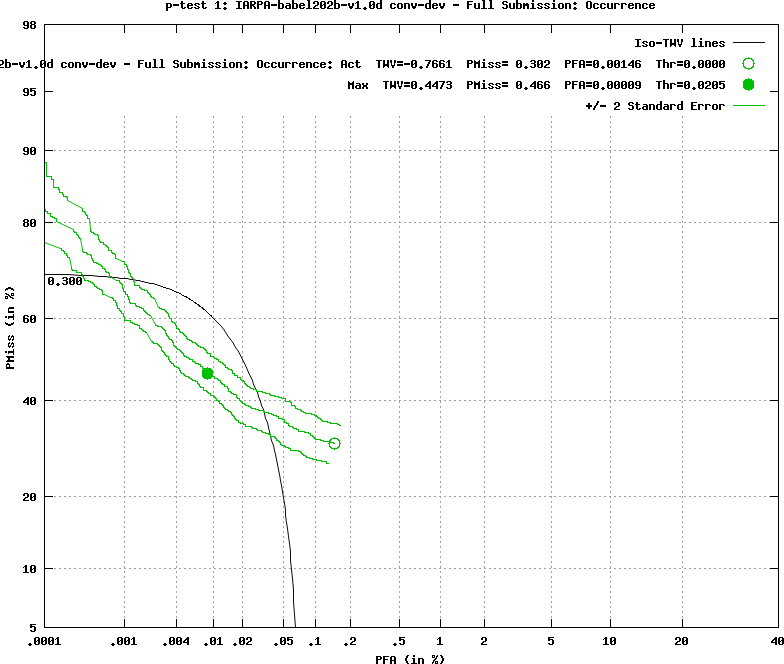 p-test 1: IARPA-babel202b-v1.0d conv-dev - Full Submission: Occurrence
98
Iso-TWV lines
2b-v1.0d conv-dev - Full Submission: Occurrence: Act TWV=-0.7661 PMiss= 0.302 PFA=0.00146 Thr=0.0000
Max TWV=0.4473 PMiss= 0.466 PFA=0.00009 Thr=0.0205
95
+/- 2 Standard Error
90
80
0.300
60
PMiss (in %)
40
20
10
5
.0001 .001 .004 .01 .02 .05 .1 .2 .5 1 2 5 10 20 40
PFA (in %)